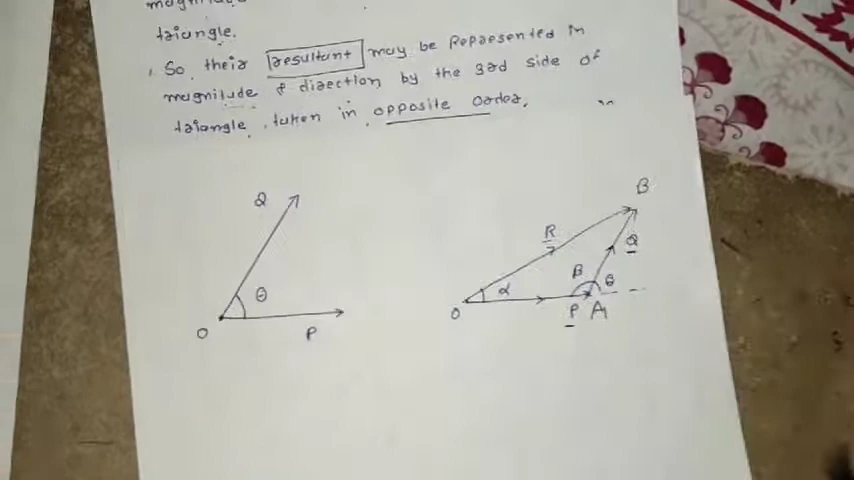 triangle.
So their resultant may be Represented in
magnitude & direction by the 3rd side of
triangle taken in opposite order.
Q
θ
O
P
B
R
Q
β
θ
α
O
P A